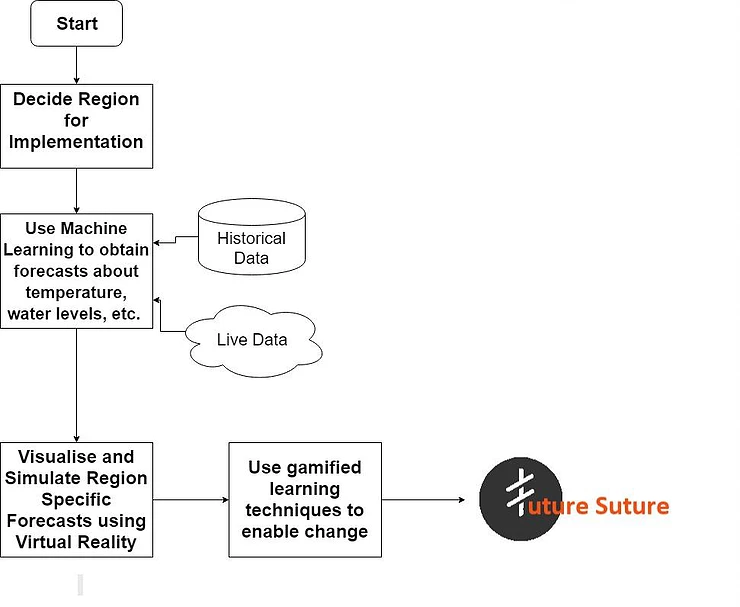 Start
Decide Region
for
Implementation
Use Machine
Learning to obtain
forecasts about
temperature,
water levels, etc.
Historical
Data
Live Data
Visualise and
Simulate Region
Specific
Forecasts using
Virtual Reality
Use gamified
learning
techniques to
enable change
Future Suture